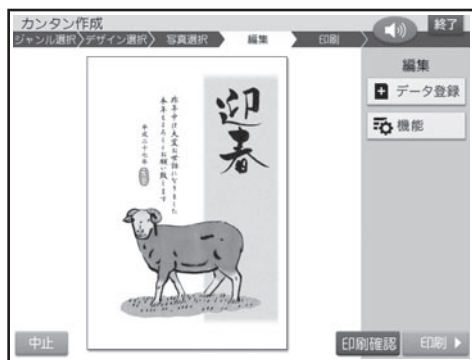 カンタン作成
終了
ジャンル選択
デザイン選択
写真選択
編集
印刷
編集
データ登録
機能
迎春
昨年中は大変お世話になりました
本年もよろしくお願い致します
平成二十七年
中止
印刷確認
印刷